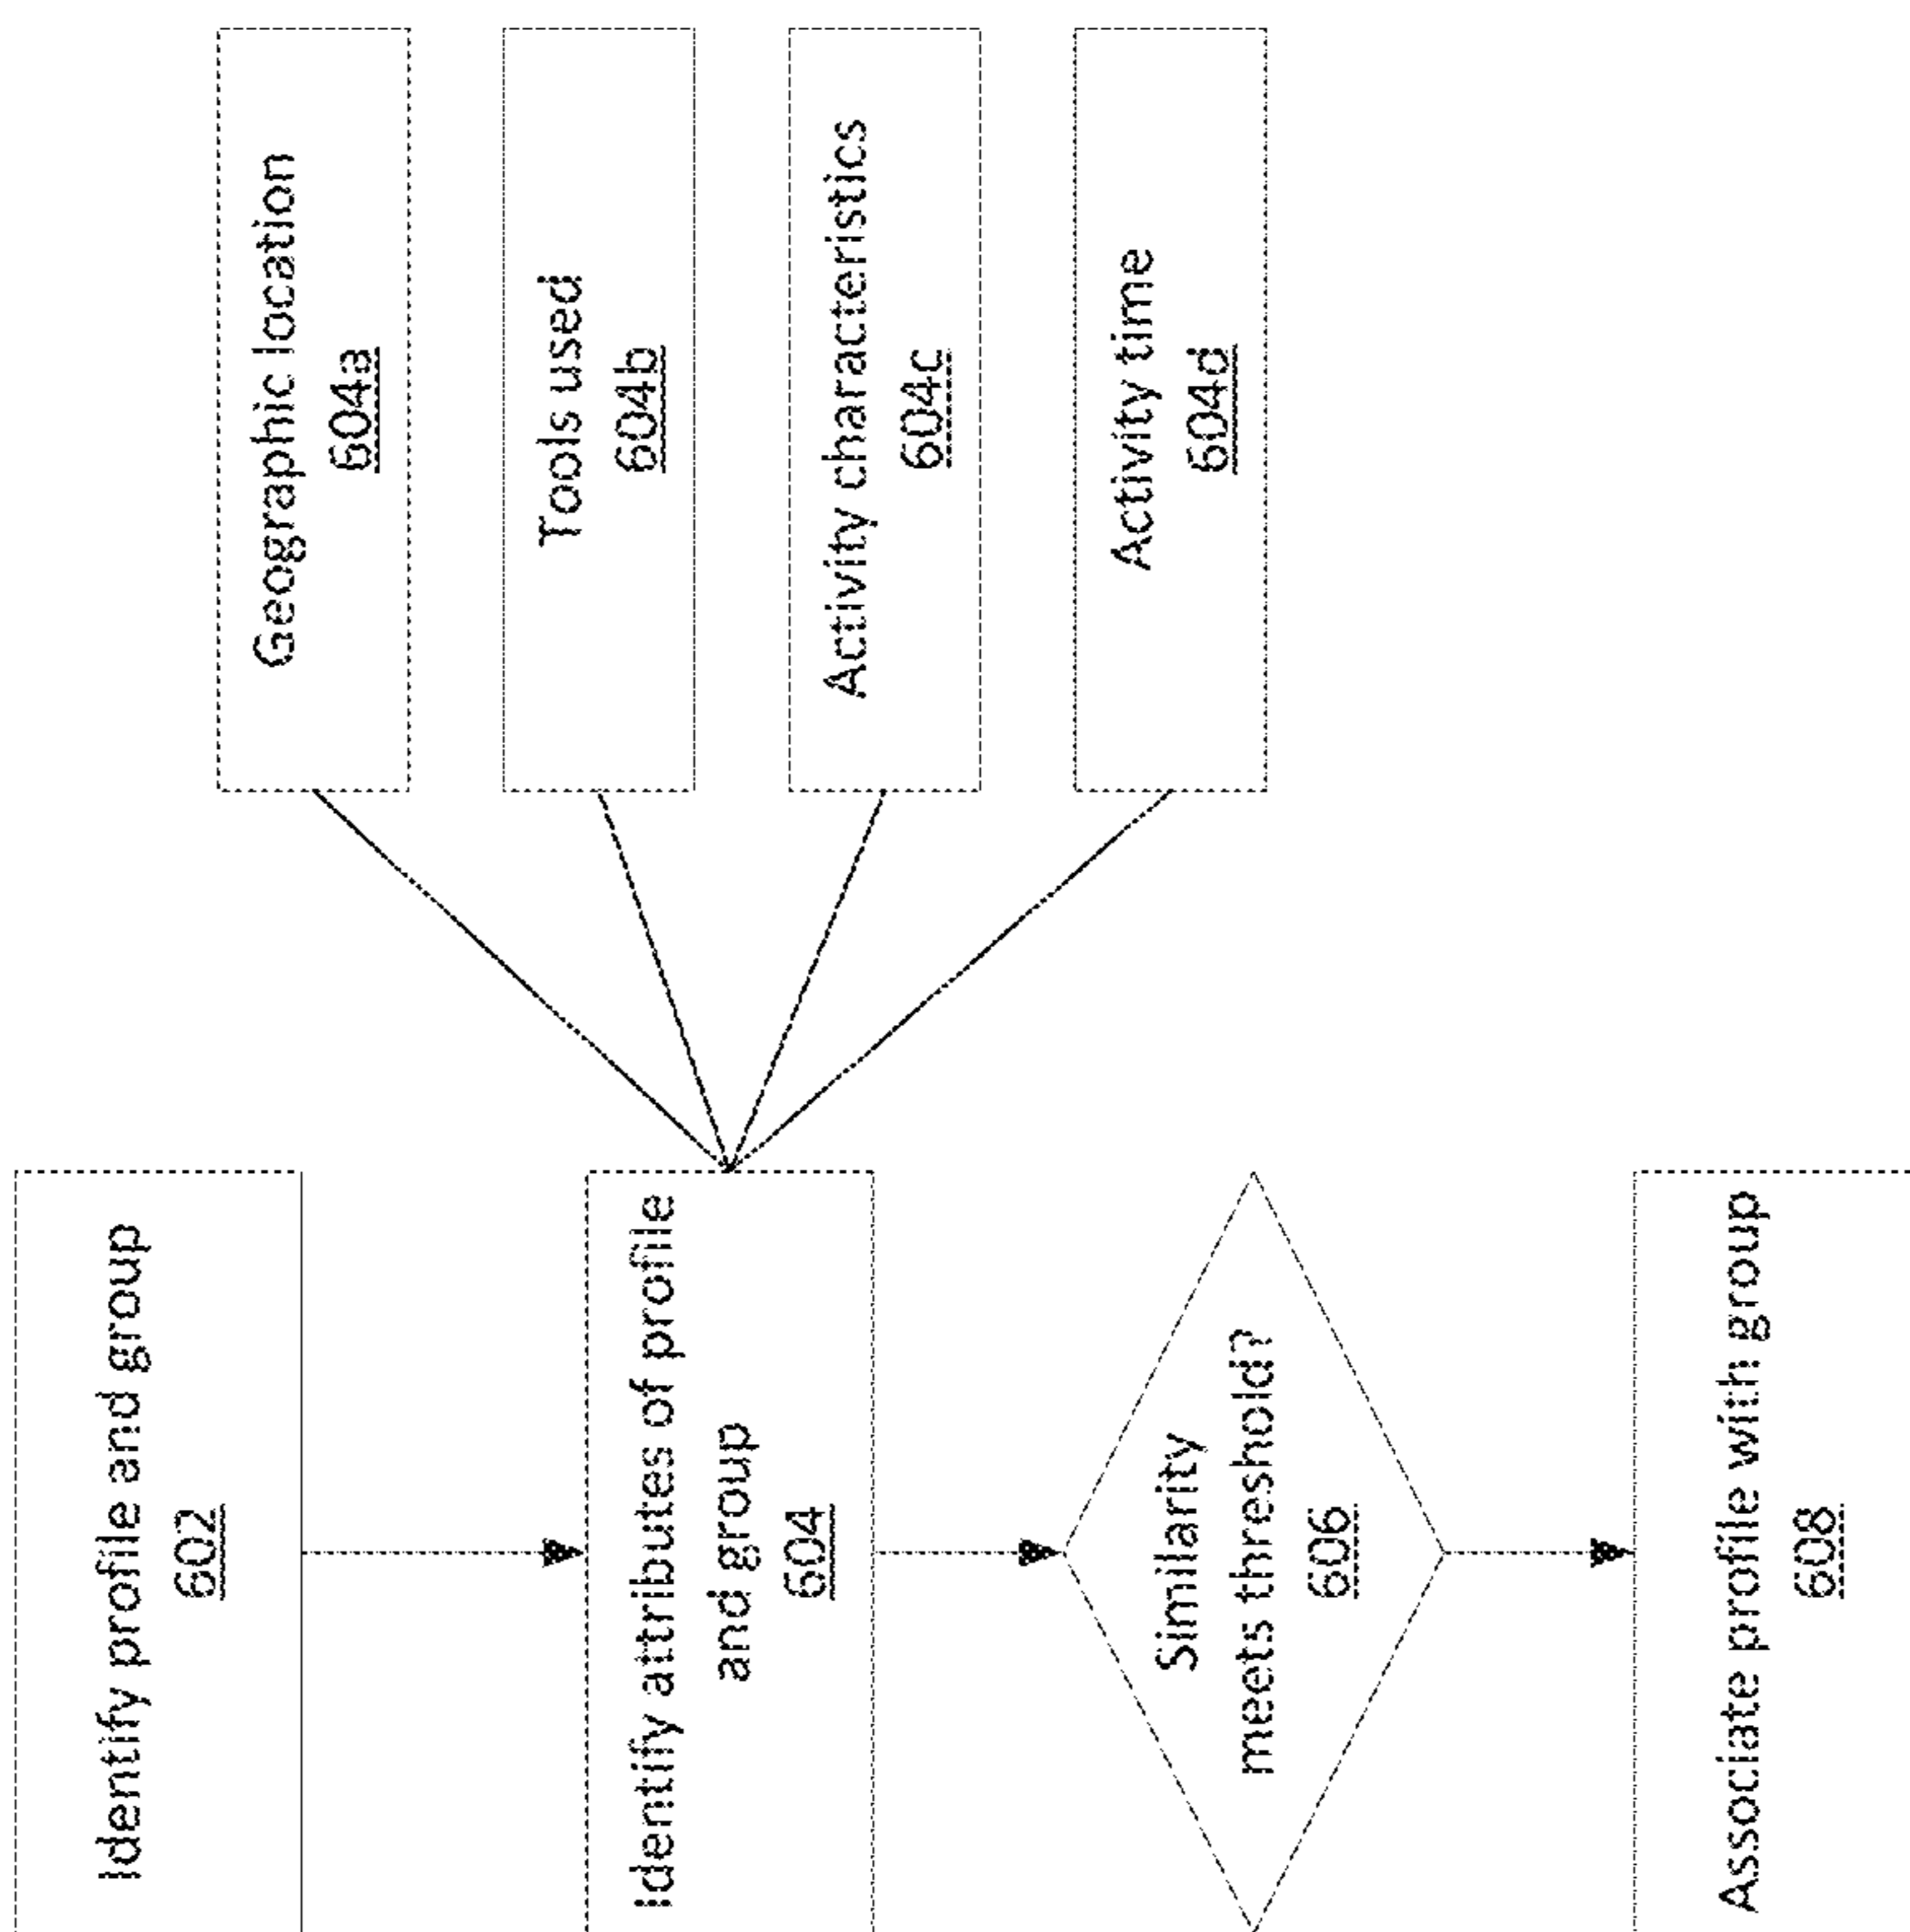 Identify profile and group
602
Identify attributes of profile
and group
604
Similarity
meets threshold?
606
Associate profile with group
608
Geographic location
604a
Tools used
604b
Activity characteristics
604c
Activity time
604d